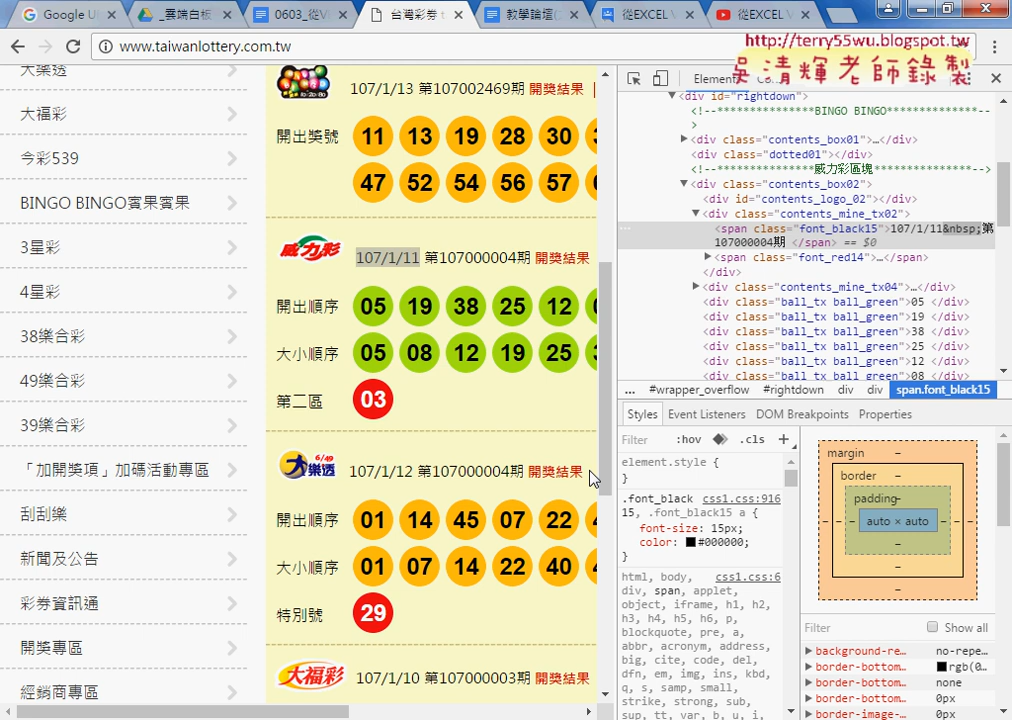 Google U
_雲端白板
0603_從VI
台灣彩券 t
教學論壇(
從EXCEL V
從EXCEL V
www.taiwanlottery.com.tw
http://terry55wu.blogspot.tw
吳清輝老師錄製
大樂透
大福彩
今彩539
BINGO BINGO賓果賓果
3星彩
4星彩
38樂合彩
49樂合彩
39樂合彩
「加開獎項」加碼活動專區
刮刮樂
新聞及公告
彩券資訊通
開獎專區
經銷商專區
107/1/13 第107002469期 開獎結果
開出獎號 11 13 19 28 30
47 52 54 56 57
威力彩 107/1/11 第107000004期 開獎結果
開出順序 05 19 38 25 12
大小順序 05 08 12 19 25
第二區 03
6/49 樂透 107/1/12 第107000004期 開獎結果
開出順序 01 14 45 07 22
大小順序 01 07 14 22 40
特別號 29
大福彩 107/1/10 第107000003期 開獎結果
Element
<div id="rightdown">
<!--***************BINGO BINGO**************-->
<div class="contents_box01">…</div>
<div class="dotted01"></div>
<!--***************威力彩區塊***************-->
<div class="contents_box02">
<div id="contents_logo_02"></div>
<div class="contents_mine_tx02">
<span class="font_black15">107/1/11&nbsp;第
107000004期 </span> == $0
<span class="font_red14">…</span>
</div>
<div class="contents_mine_tx04">…</div>
<div class="ball_tx ball_green">05 </div>
<div class="ball_tx ball_green">19 </div>
<div class="ball_tx ball_green">38 </div>
<div class="ball_tx ball_green">25 </div>
<div class="ball_tx ball_green">12 </div>
<div class="ball_tx ball_green">08 </div>
... #wrapper_overflow #rightdown div div span.font_black15
Styles Event Listeners DOM Breakpoints Properties
Filter :hov .cls +
element.style {
}
.font_black css1.css:916
15, .font_black15 a {
font-size: 15px;
color: #000000;
}
html, body, css1.css:6
div, span, applet,
object, iframe, h1, h2,
h3, h4, h5, h6, p,
blockquote, pre, a,
abbr, acronym, address,
big, cite, code, del,
dfn, em, img, ins, kbd,
q, s, samp, small,
strike, strong, sub,
sup, tt, var, b, u, i,
margin –
border –
padding–
auto × auto
Filter Show all
background-re… no-repe…
border-bottom… rgb(0…
border-bottom… none
border-bottom… 0px
border-image-… 0px